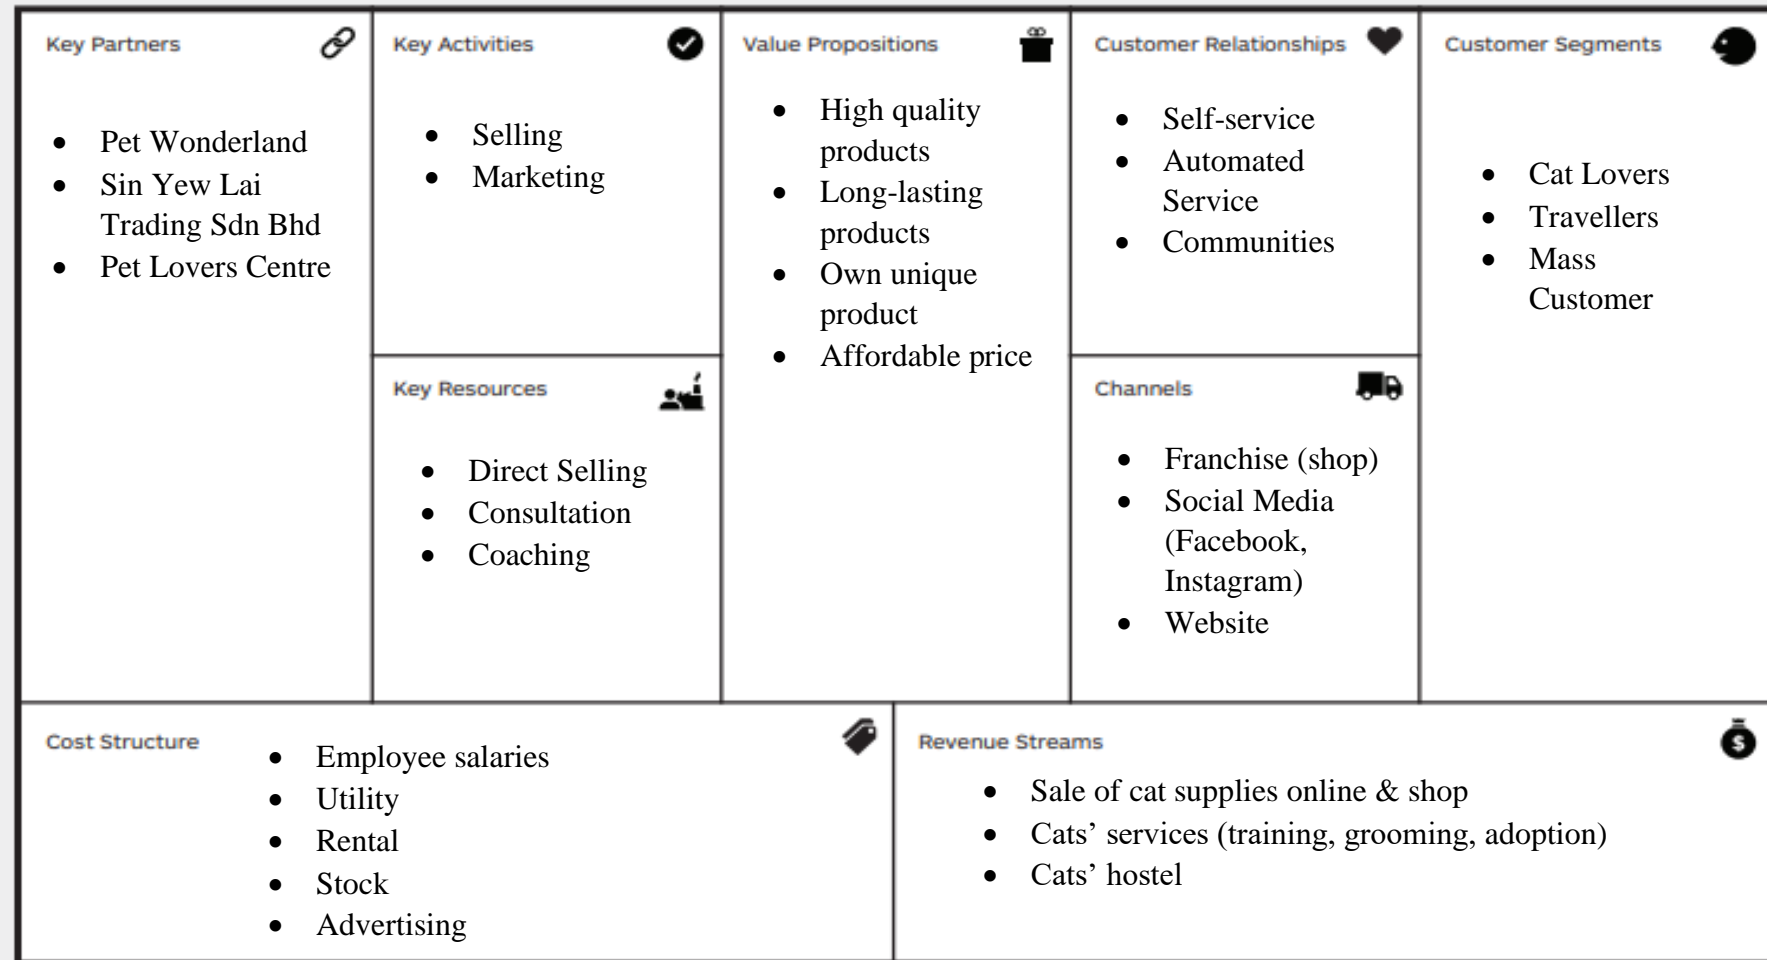 Key Partners
• Pet Wonderland
• Sin Yew Lai
Trading Sdn Bhd
• Pet Lovers Centre
Key Activities
• Selling
• Marketing
Key Resources
• Direct Selling
• Consultation
• Coaching
Value Propositions
• High quality
products
• Long-lasting
products
• Own unique
product
• Affordable price
Customer Relationships
• Self-service
• Automated
Service
• Communities
Channels
• Franchise (shop)
• Social Media
(Facebook,
Instagram)
• Website
Customer Segments
• Cat Lovers
• Travellers
• Mass
Customer
Cost Structure
• Employee salaries
• Utility
• Rental
• Stock
• Advertising
Revenue Streams
$
• Sale of cat supplies online & shop
• Cats’ services (training, grooming, adoption)
• Cats’ hostel